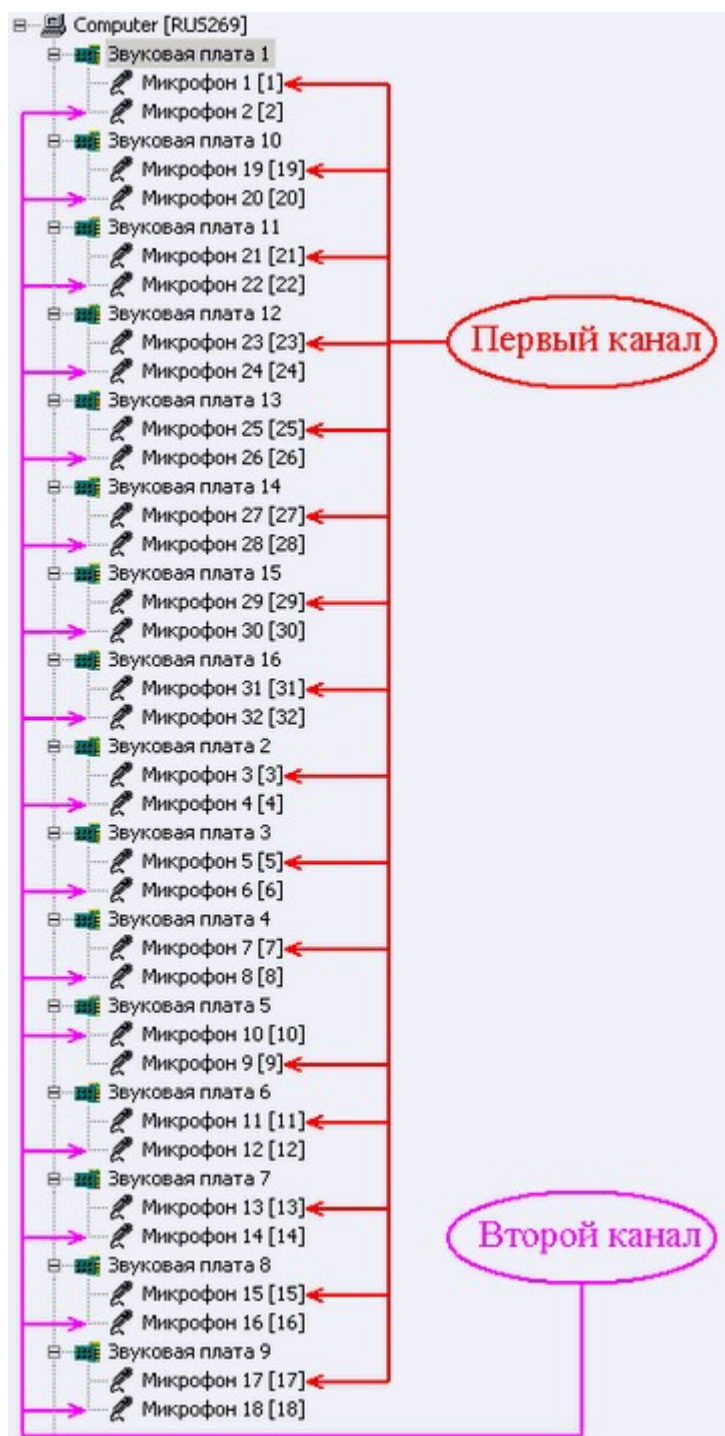 Computer [RU5269]
Звуковая плата 1
Микрофон 1 [1]
Микрофон 2 [2]
Звуковая плата 10
Микрофон 19 [19]
Микрофон 20 [20]
Звуковая плата 11
Микрофон 21 [21]
Микрофон 22 [22]
Звуковая плата 12
Микрофон 23 [23]
Первый канал
Микрофон 24 [24]
Звуковая плата 13
Микрофон 25 [25]
Микрофон 26 [26]
Звуковая плата 14
Микрофон 27 [27]
Микрофон 28 [28]
Звуковая плата 15
Микрофон 29 [29]
Микрофон 30 [30]
Звуковая плата 16
Микрофон 31 [31]
Микрофон 32 [32]
Звуковая плата 2
Микрофон 3 [3]
Микрофон 4 [4]
Звуковая плата 3
Микрофон 5 [5]
Микрофон 6 [6]
Звуковая плата 4
Микрофон 7 [7]
Микрофон 8 [8]
Звуковая плата 5
Микрофон 10 [10]
Микрофон 9 [9]
Звуковая плата 6
Микрофон 11 [11]
Микрофон 12 [12]
Звуковая плата 7
Микрофон 13 [13]
Микрофон 14 [14]
Второй канал
Звуковая плата 8
Микрофон 15 [15]
Микрофон 16 [16]
Звуковая плата 9
Микрофон 17 [17]
Микрофон 18 [18]